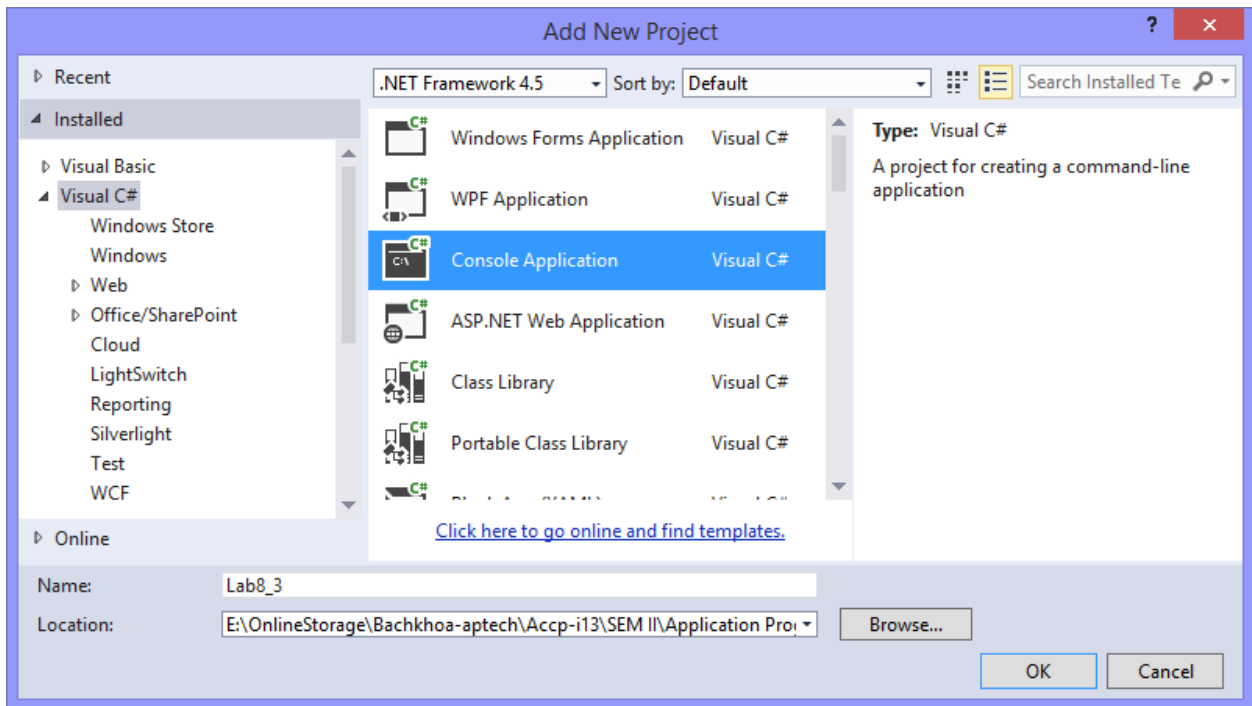 Add New Project
?
Recent
.NET Framework 4.5
Sort by: Default
Search Installed Te
Installed
Visual Basic
Visual C#
Windows Store
Windows
Web
Office/SharePoint
Cloud
LightSwitch
Reporting
Silverlight
Test
WCF
Online
Windows Forms Application Visual C#
WPF Application Visual C#
C:\ Console Application Visual C#
ASP.NET Web Application Visual C#
Class Library Visual C#
Portable Class Library Visual C#
Click here to go online and find templates.
Type: Visual C#
A project for creating a command-line
application
Name: Lab8_3
Location: E:\OnlineStorage\Bachkhoa-aptech\Accp-i13\SEM II\Application
Browse...
OK Cancel